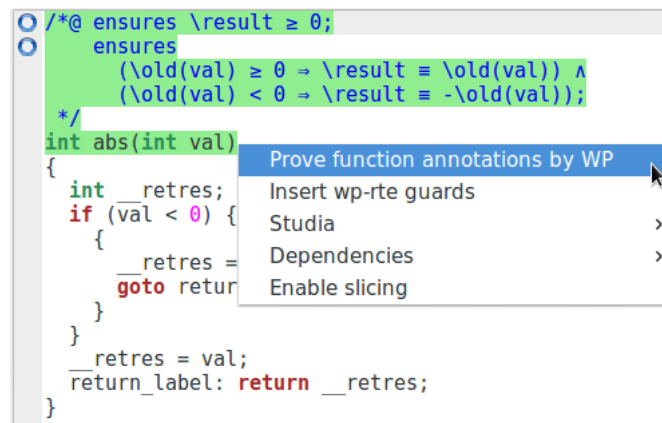 /*@ ensures \result ≥ 0;
ensures
(\old(val) ≥ 0 ⇒ \result ≡ \old(val)) ∧
(\old(val) < 0 ⇒ \result ≡ -\old(val));
*/
int abs(int val)
{
Prove function annotations by WP
int __retres;
Insert wp-rte guards
if (val < 0) {
Studia
{
__retres =
Dependencies
goto retur
Enable slicing
}
}
__retres = val;
return_label: return __retres;
}